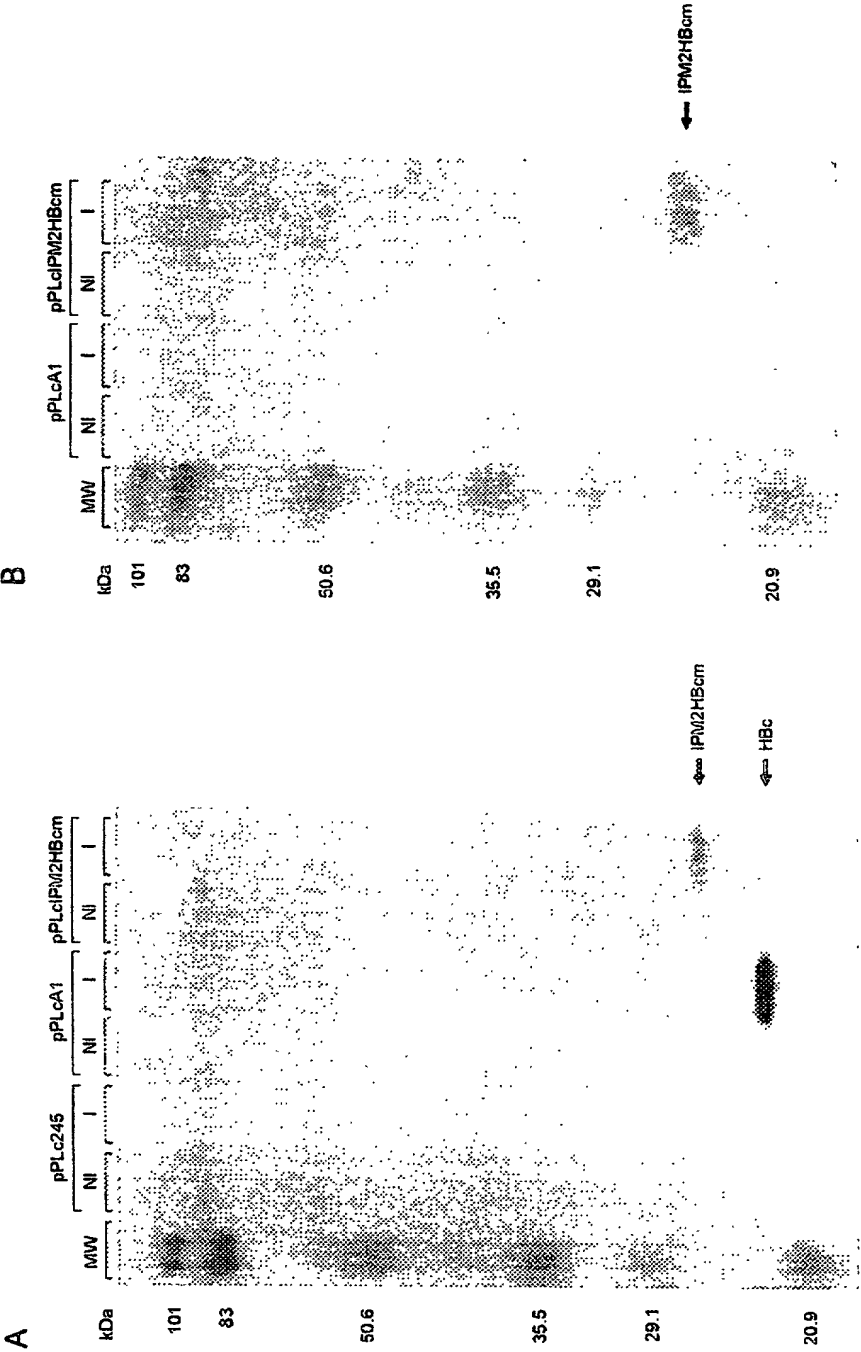 A
pPLc245 pPLcA1 pPLcIPM2HBcm
kDa MW NI I NI I NI I
101
83
50.6
35.5
29.1
20.9
IPM2HBcm
HBc
B
pPLcA1 pPLcIPM2HBcm
kDa MW NI I NI I
101
83
50.6
35.5
29.1
20.9
IPM2HBcm